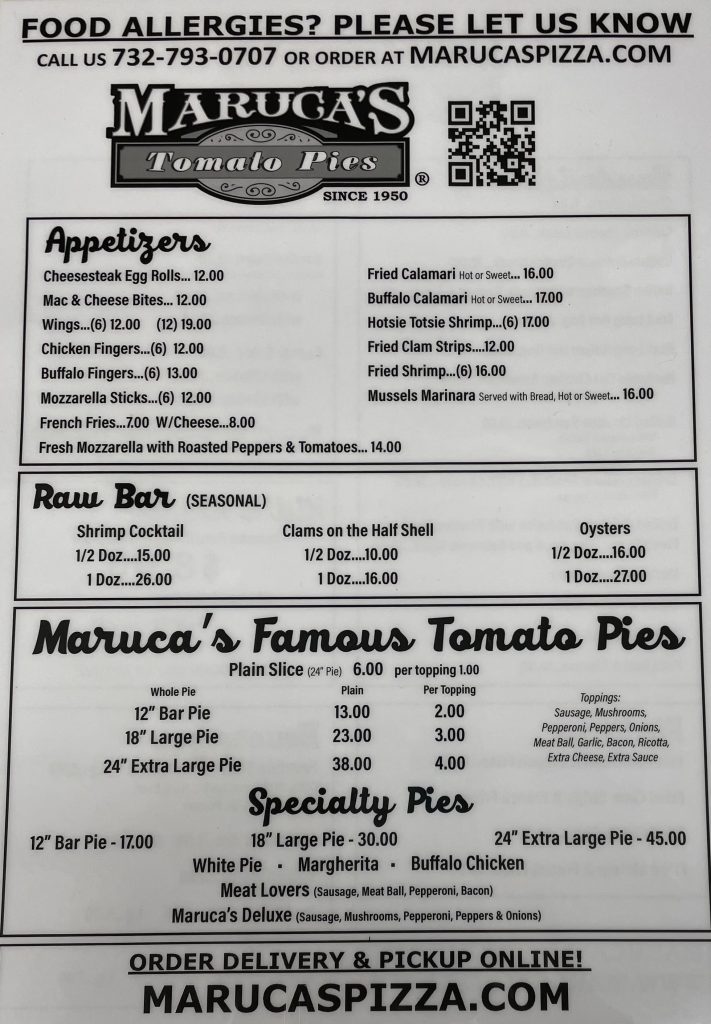 FOOD ALLERGIES? PLEASE LET US KNOW
CALL US 732-793-0707 OR ORDER AT MARUCASPIZZA.COM
MARUCA'S
Tomato Pies
®
SINCE 1950
Appetizers
Cheesesteak Egg Rolls... 12.00
Mac & Cheese Bites... 12.00
Wings...(6) 12.00 (12) 19.00
Chicken Fingers...(6) 12.00
Buffalo Fingers...(6) 13.00
Mozzarella Sticks...(6) 12.00
French Fries...7.00 W/Cheese...8.00
Fresh Mozzarella with Roasted Peppers & Tomatoes... 14.00
Fried Calamari Hot or Sweet... 16.00
Buffalo Calamari Hot or Sweet... 17.00
Hotsie Totsie Shrimp...(6) 17.00
Fried Clam Strips....12.00
Fried Shrimp...(6) 16.00
Mussels Marinara Served with Bread, Hot or Sweet... 16.00
Raw Bar (SEASONAL)
Shrimp Cocktail
1/2 Doz....15.00
1 Doz....26.00
Clams on the Half Shell
1/2 Doz....10.00
1 Doz....16.00
Oysters
1/2 Doz....16.00
1 Doz....27.00
Maruca's Famous Tomato Pies
Plain Slice (24" Pie) 6.00 per topping 1.00
Whole Pie Plain Per Topping
12" Bar Pie 13.00 2.00
18" Large Pie 23.00 3.00
24" Extra Large Pie 38.00 4.00
Toppings:
Sausage, Mushrooms,
Pepperoni, Peppers, Onions,
Meat Ball, Garlic, Bacon, Ricotta,
Extra Cheese, Extra Sauce
Specialty Pies
12" Bar Pie - 17.00 18" Large Pie - 30.00 24" Extra Large Pie - 45.00
White Pie • Margherita • Buffalo Chicken
Meat Lovers (Sausage, Meat Ball, Pepperoni, Bacon)
Maruca's Deluxe (Sausage, Mushrooms, Pepperoni, Peppers & Onions)
ORDER DELIVERY & PICKUP ONLINE!
MARUCASPIZZA.COM